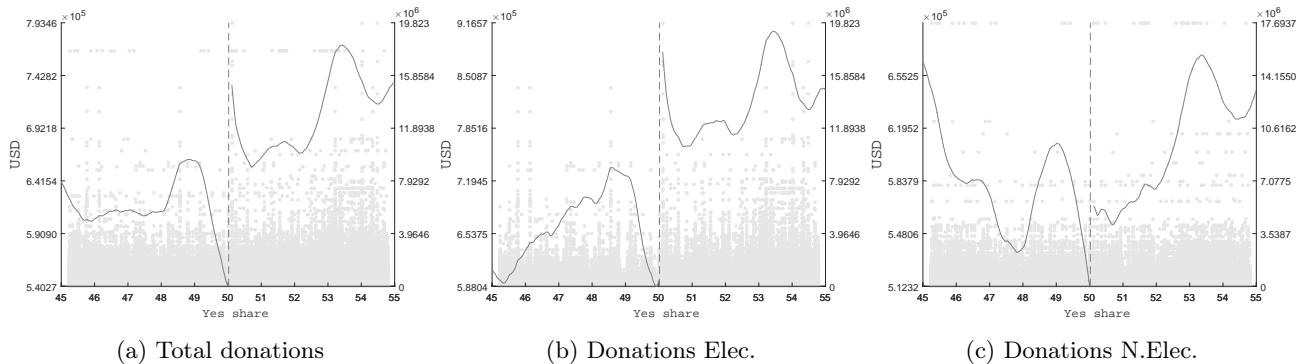 7.9346 × 10⁵ × 10⁶ 19.823
7.4282 15.8584
6.9218 11.8938
6.4154 7.9292
5.9090 3.9646
5.4027 0
USD
45 46 47 48 49 50 51 52 53 54 55
Yes share
(a) Total donations
9.1657 × 10⁵ × 10⁶ 19.823
8.5087 15.8584
7.8516 11.8938
7.1945 7.9292
6.5375 3.9646
5.8804 0
USD
45 46 47 48 49 50 51 52 53 54 55
Yes share
(b) Donations Elec.
× 10⁵ × 10⁶ 17.6937
6.5525 14.1550
6.1952 10.6162
5.8379 7.0775
5.4806 3.5387
5.1232 0
USD
45 46 47 48 49 50 51 52 53 54 55
Yes share
(c) Donations N.Elec.